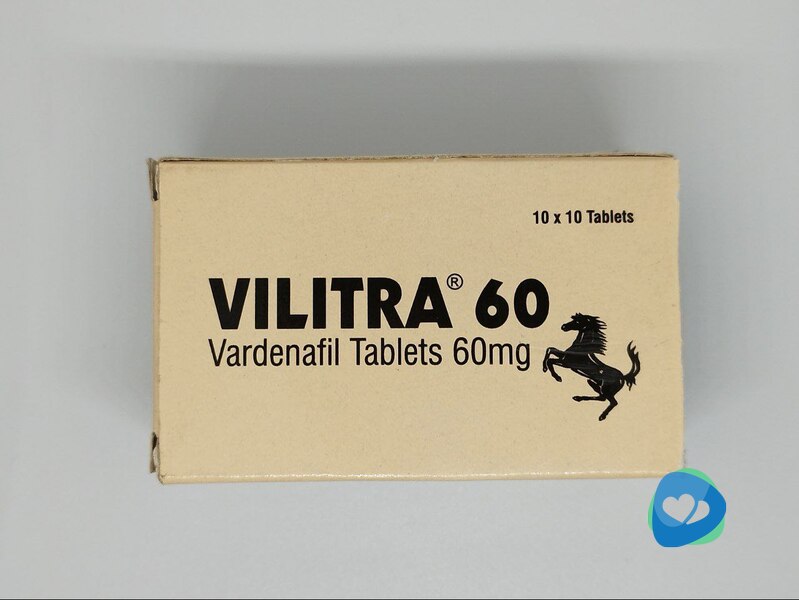 10 x 10 Tablets
VILITRA® 60
Vardenafil Tablets 60mg